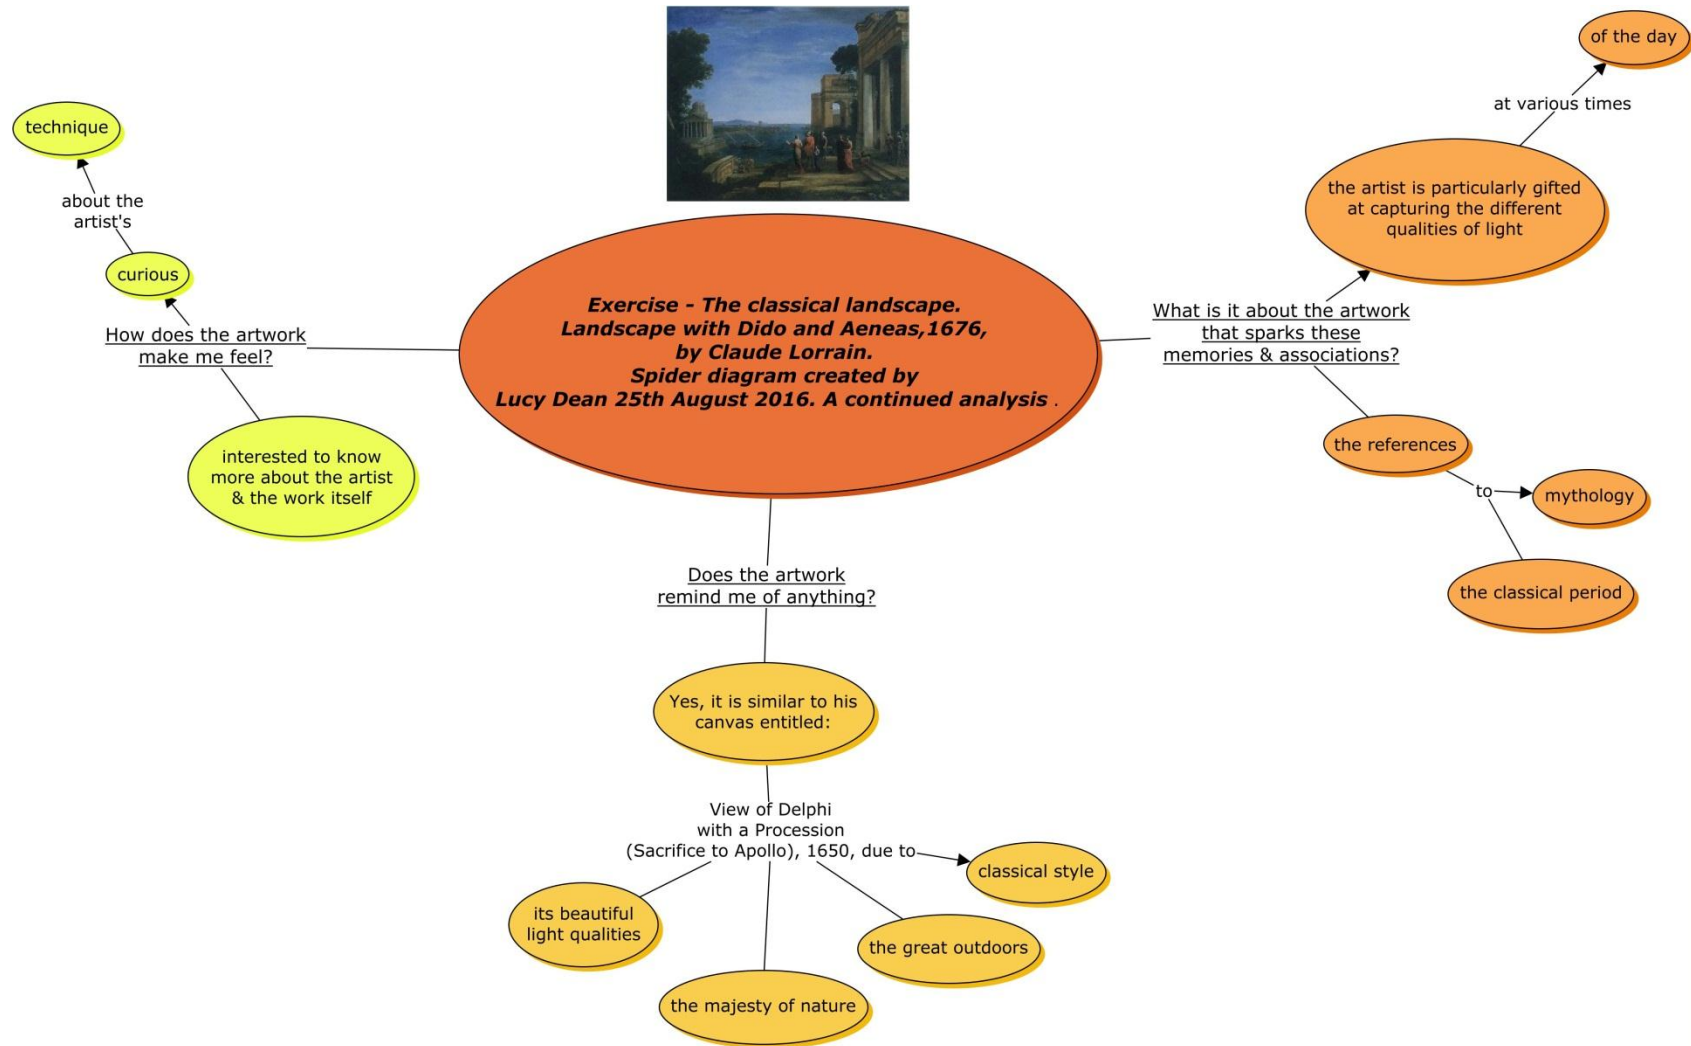 Exercise - The classical landscape.
Landscape with Dido and Aeneas,1676,
by Claude Lorrain.
Spider diagram created by
Lucy Dean 25th August 2016. A continued analysis .
How does the artwork
make me feel?
curious
about the
artist's
technique
interested to know
more about the artist
& the work itself
Does the artwork
remind me of anything?
Yes, it is similar to his
canvas entitled:
View of Delphi
with a Procession
(Sacrifice to Apollo), 1650, due to
its beautiful
light qualities
the majesty of nature
the great outdoors
classical style
What is it about the artwork
that sparks these
memories & associations?
the artist is particularly gifted
at capturing the different
qualities of light
at various times
of the day
the references
to
mythology
the classical period